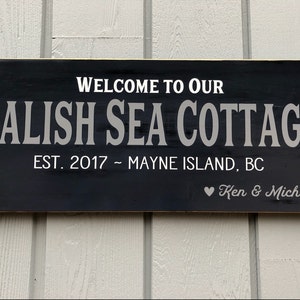 WELCOME TO OUR
ALISH SEA COTTAG
EST. 2017 ~ MAYNE ISLAND, BC
♥ Ken & Mich